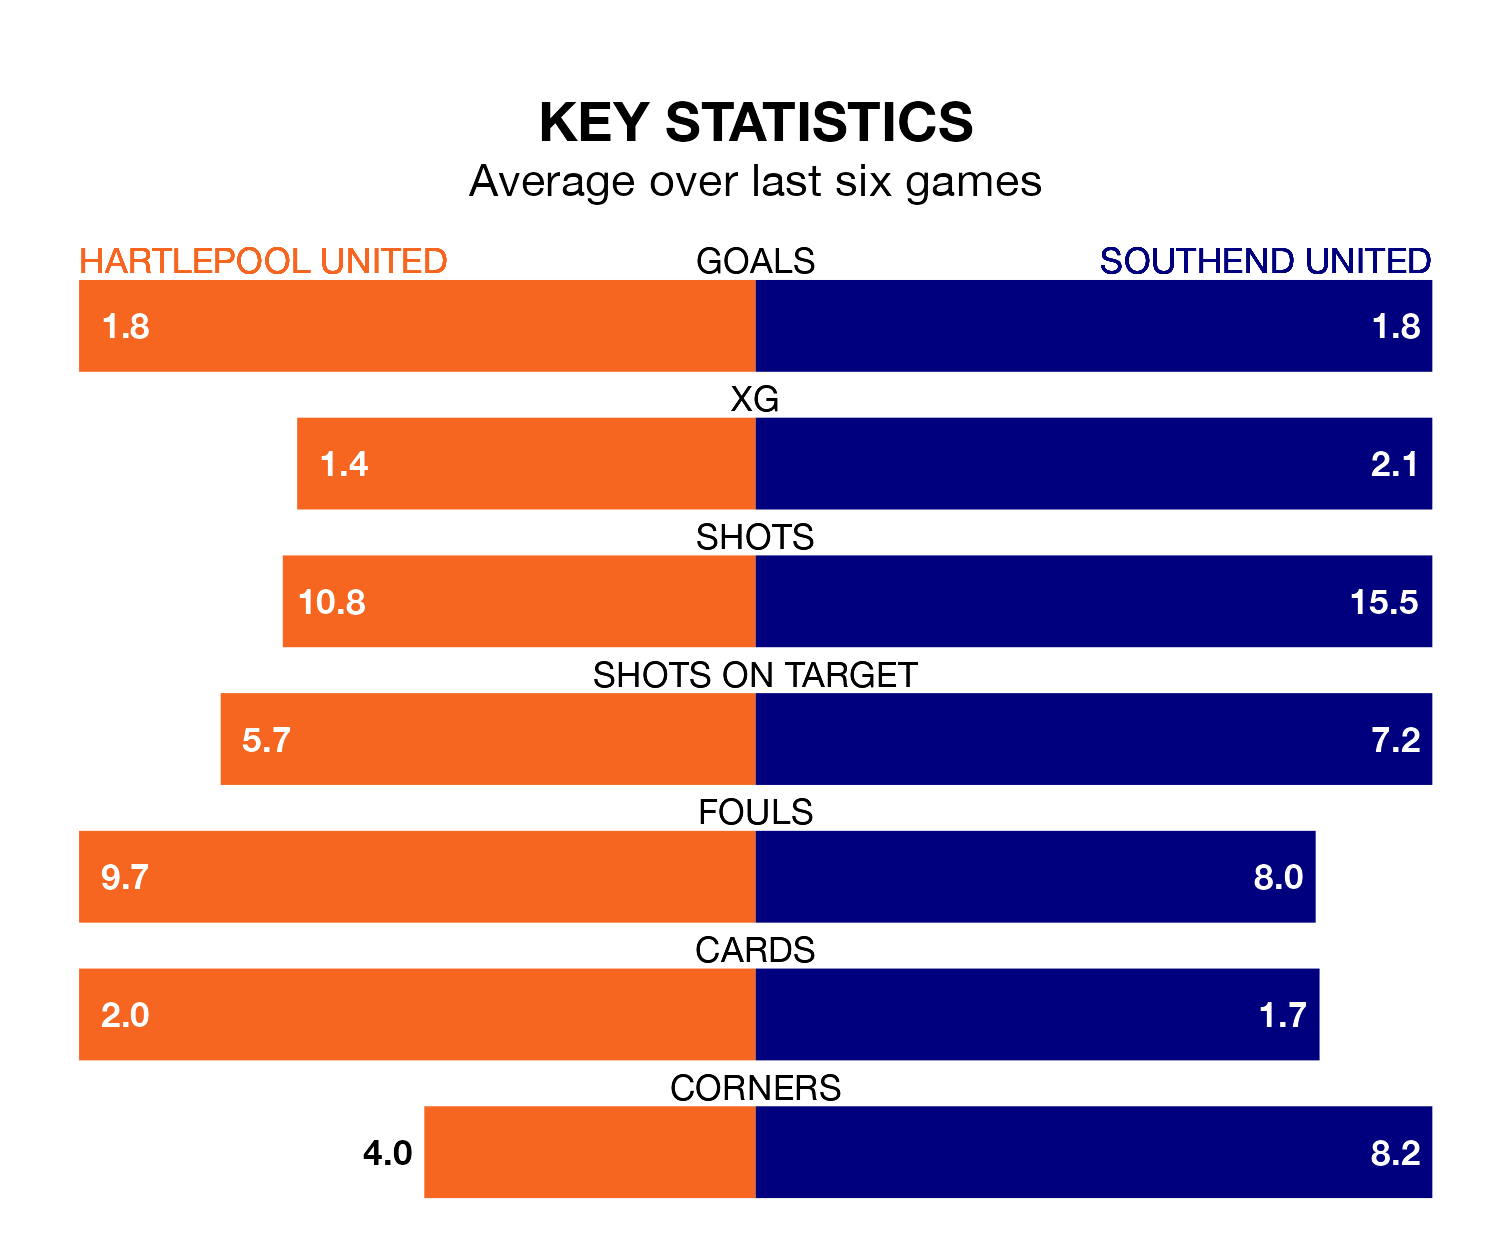 KEY STATISTICS
Average over last six games
HARTLEPOOL UNITED GOALS SOUTHEND UNITED
1.8 1.8
XG
1.4 2.1
SHOTS
10.8 15.5
SHOTS ON TARGET
5.7 7.2
FOULS
9.7 8.0
CARDS
2.0 1.7
CORNERS
4.0 8.2